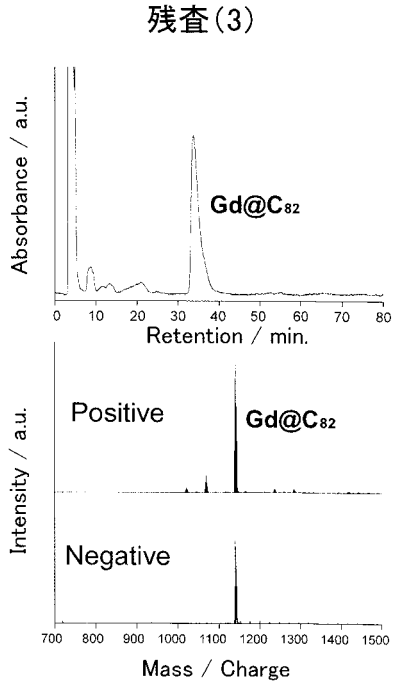 残査(3)
Absorbance / a.u.
Gd@C₈₂
0 10 20 30 40 50 60 70 80
Retention / min.
Intensity / a.u.
Positive
Gd@C₈₂
Negative
700 800 900 1000 1100 1200 1300 1400 1500
Mass / Charge